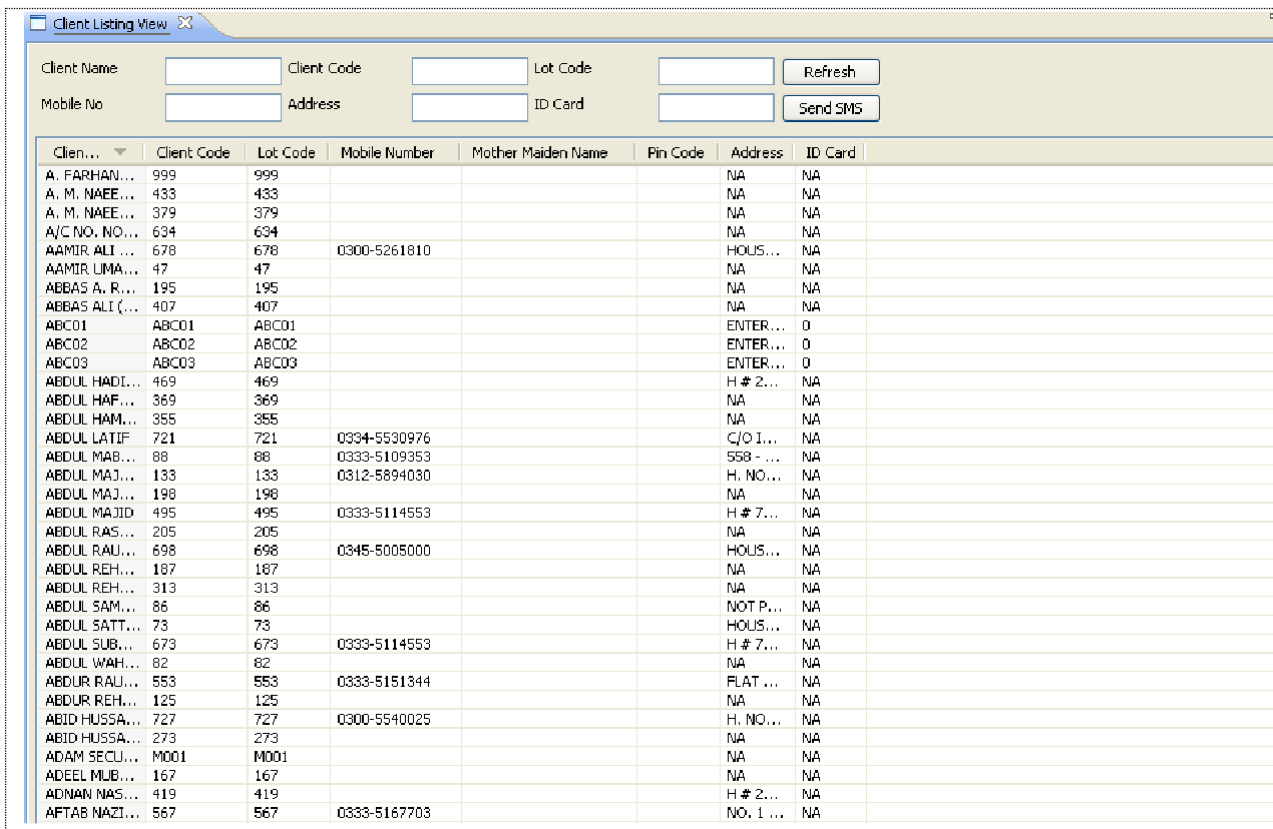 Client Listing View
Client Name Client Code Lot Code Refresh
Mobile No Address ID Card Send SMS
Clien... Client Code Lot Code Mobile Number Mother Maiden Name Pin Code Address ID Card
A. FARHAN... 999 999 NA NA
A. M. NAEE... 433 433 NA NA
A. M. NAEE... 379 379 NA NA
A/C NO. NO... 634 634 NA NA
AAMIR ALI ... 678 678 0300-5261810 HOUS... NA
AAMIR UMA... 47 47 NA NA
ABBAS A. R... 195 195 NA NA
ABBAS ALI (... 407 407 NA NA
ABC01 ABC01 ABC01 ENTER... 0
ABC02 ABC02 ABC02 ENTER... 0
ABC03 ABC03 ABC03 ENTER... 0
ABDUL HADI... 469 469 H # 2... NA
ABDUL HAF... 369 369 NA NA
ABDUL HAM... 355 355 NA NA
ABDUL LATIF 721 721 0334-5530976 C/O I... NA
ABDUL MAB... 88 88 0333-5109353 558 - ... NA
ABDUL MAJ... 133 133 0312-5894030 H. NO... NA
ABDUL MAJ... 198 198 NA NA
ABDUL MAJID 495 495 0333-5114553 H # 7... NA
ABDUL RAS... 205 205 NA NA
ABDUL RAU... 698 698 0345-5005000 HOUS... NA
ABDUL REH... 187 187 NA NA
ABDUL REH... 313 313 NA NA
ABDUL SAM... 86 86 NOT P... NA
ABDUL SATT... 73 73 HOUS... NA
ABDUL SUB... 673 673 0333-5114553 H # 7... NA
ABDUL WAH... 82 82 NA NA
ABDUR RAU... 553 553 0333-5151344 FLAT ... NA
ABDUR REH... 125 125 NA NA
ABID HUSSA... 727 727 0300-5540025 H. NO... NA
ABID HUSSA... 273 273 NA NA
ADAM SECU... M001 M001 NA NA
ADEEL MUB... 167 167 NA NA
ADNAN NAS... 419 419 H # 2... NA
AFTAB NAZI... 567 567 0333-5167703 NO. 1 ... NA